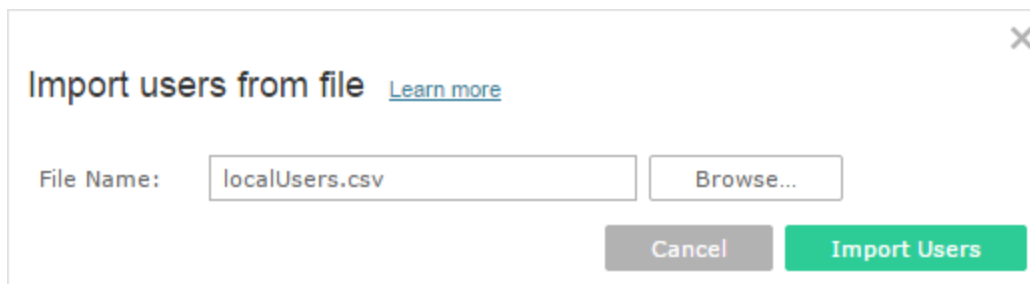 Import users from file Learn more
File Name: localUsers.csv Browse...
Cancel Import Users